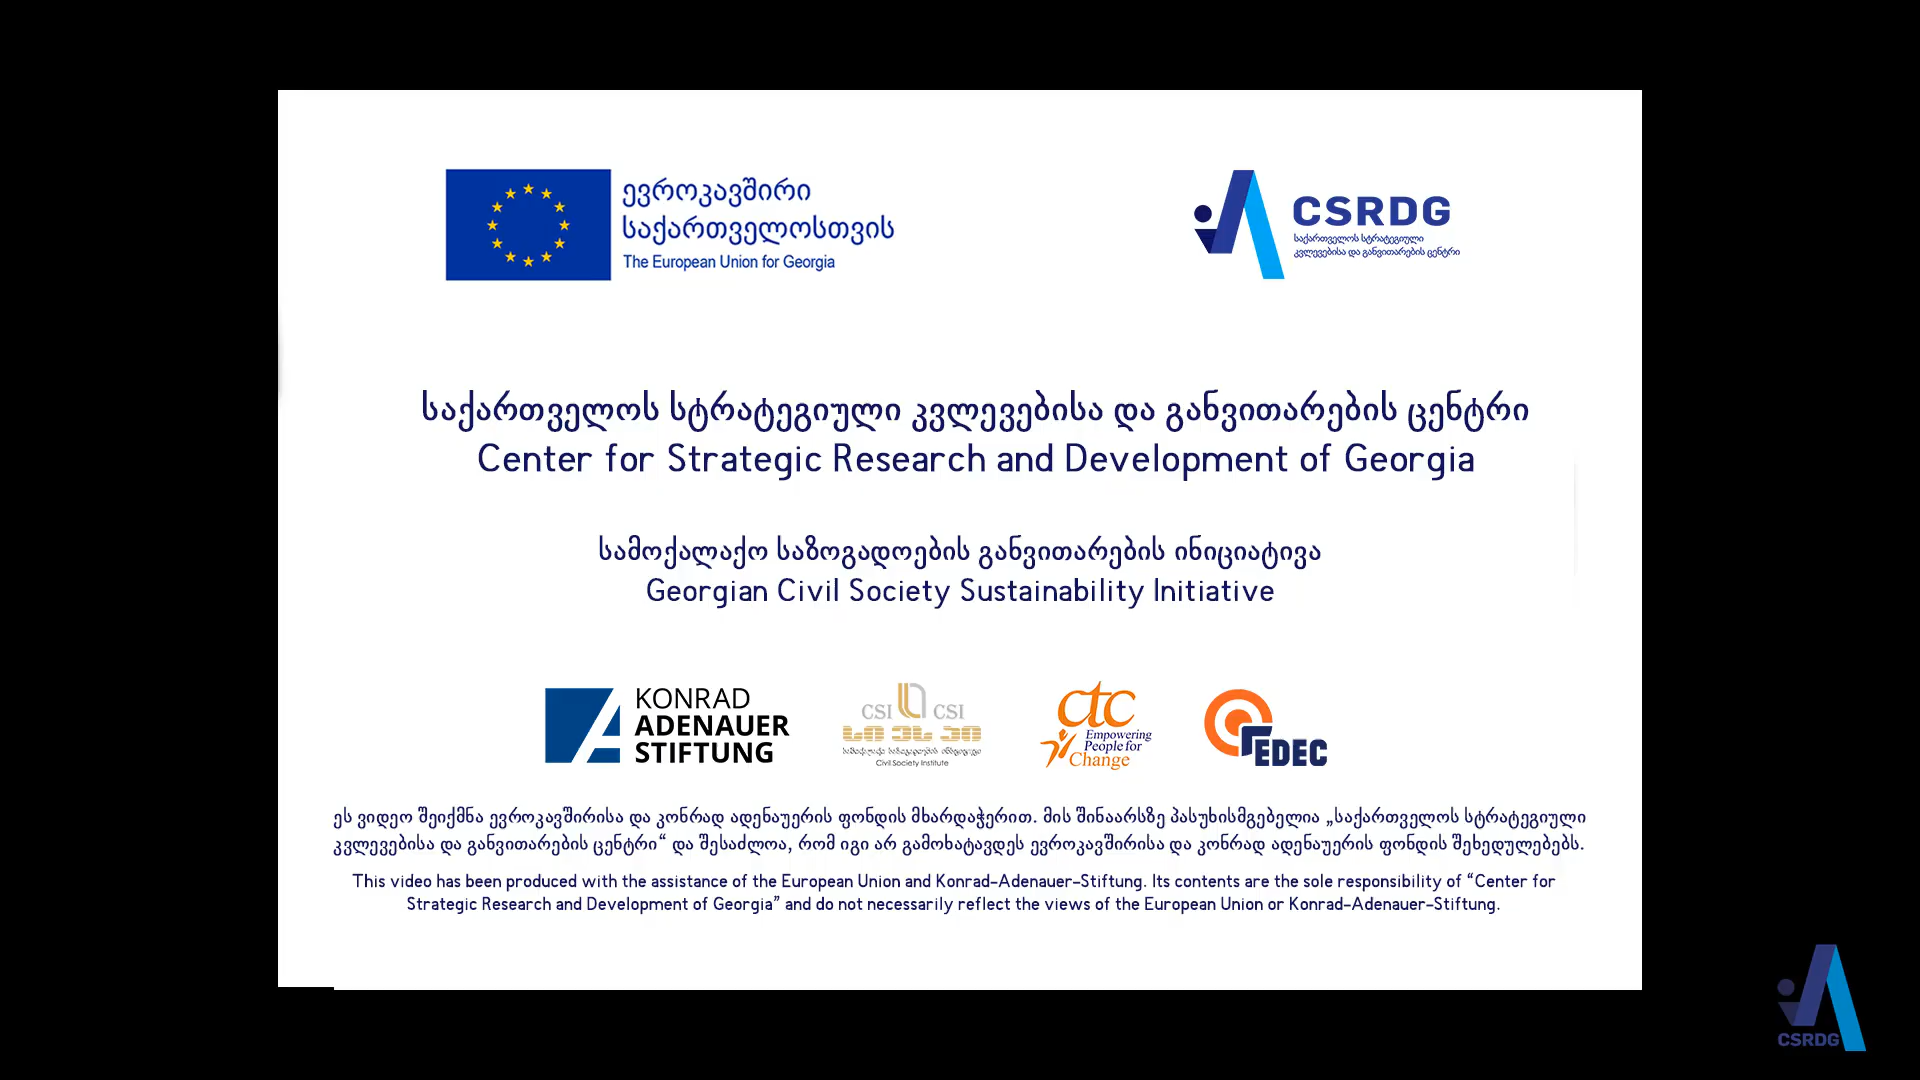 ევროკავშირი
საქართველოსთვის
The European Union for Georgia
CSRDG
საქართველოს სტრატეგიული
კვლევებისა და განვითარების ცენტრი
საქართველოს სტრატეგიული კვლევებისა და განვითარების ცენტრი
Center for Strategic Research and Development of Georgia
სამოქალაქო საზოგადოების განვითარების ინიციატივა
Georgian Civil Society Sustainability Initiative
KONRAD
ADENAUER
STIFTUNG
CSI CSI
სი ეს აი
სამოქალაქო საზოგადოების ინსტიტუტი
Civil Society Institute
ctc
Empowering
People for
Change
EDEC
ეს ვიდეო შეიქმნა ევროკავშირისა და კონრად ადენაუერის ფონდის მხარდაჭერით. მის შინაარსზე პასუხისმგებელია „საქართველოს სტრატეგიული
კვლევებისა და განვითარების ცენტრი“ და შესაძლოა, რომ იგი არ გამოხატავდეს ევროკავშირისა და კონრად ადენაუერის ფონდის შეხედულებებს.
This video has been produced with the assistance of the European Union and Konrad-Adenauer-Stiftung. Its contents are the sole responsibility of “Center for
Strategic Research and Development of Georgia” and do not necessarily reflect the views of the European Union or Konrad-Adenauer-Stiftung.
CSRDG